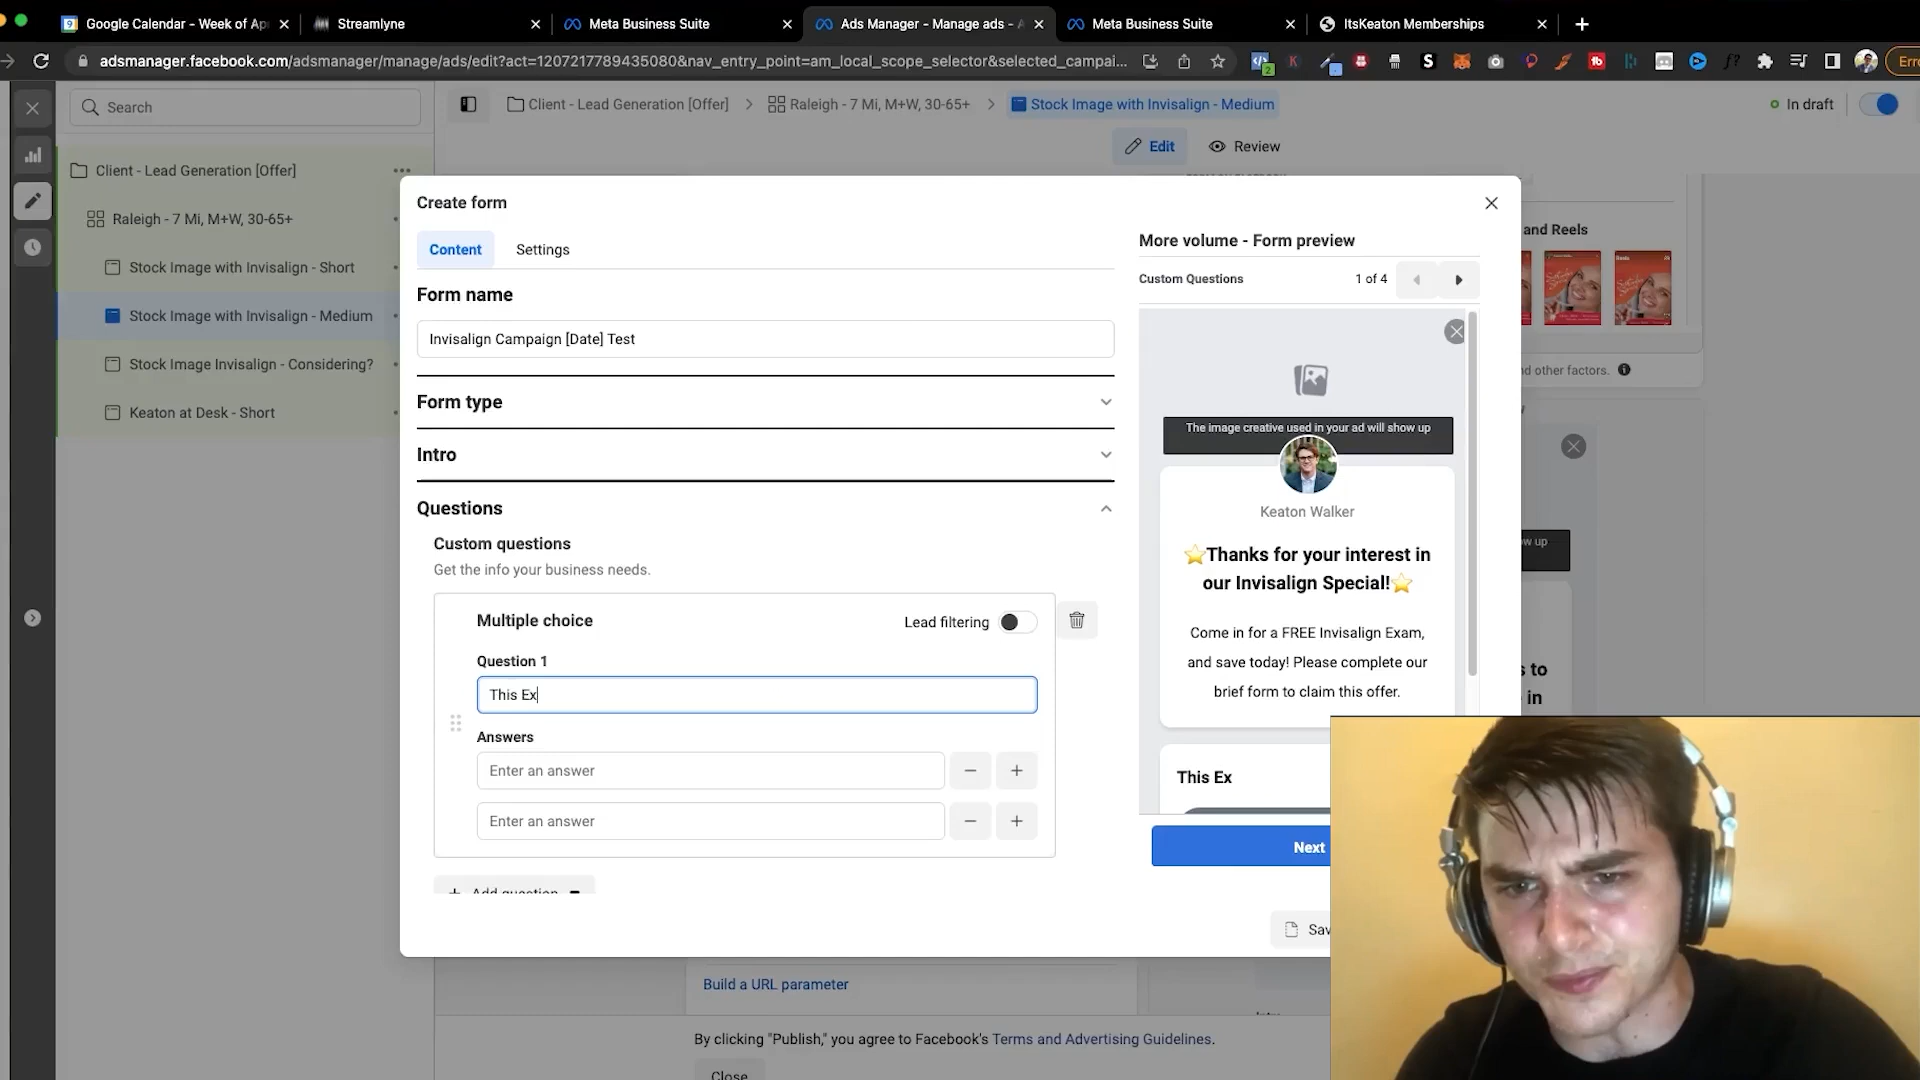 Google Calendar - Week of Ap
Streamlyne
Meta Business Suite
Ads Manager - Manage ads - A
Meta Business Suite
ItsKeaton Memberships
adsmanager.facebook.com/adsmanager/manage/ads/edit?act=1207217789435080&nav_entry_point=am_local_scope_selector&selected_campai...
Erro
Search
Client - Lead Generation [Offer]
Raleigh - 7 Mi, M+W, 30-65+
Stock Image with Invisalign - Medium
In draft
Edit
Review
Client - Lead Generation [Offer]
Raleigh - 7 Mi, M+W, 30-65+
Stock Image with Invisalign - Short
Stock Image with Invisalign - Medium
Stock Image Invisalign - Considering?
Keaton at Desk - Short
Create form
Content
Settings
Form name
Invisalign Campaign [Date] Test
Form type
Intro
Questions
Custom questions
Get the info your business needs.
Multiple choice
Lead filtering
Question 1
This Ex
Answers
Enter an answer
Enter an answer
Add question
More volume - Form preview
Custom Questions
1 of 4
The image creative used in your ad will show up
Keaton Walker
⭐Thanks for your interest in
our Invisalign Special!⭐
Come in for a FREE Invisalign Exam,
and save today! Please complete our
brief form to claim this offer.
This Ex
Next
Sav
and Reels
nd other factors.
w up
s to
in
Build a URL parameter
By clicking "Publish," you agree to Facebook's Terms and Advertising Guidelines.
Close